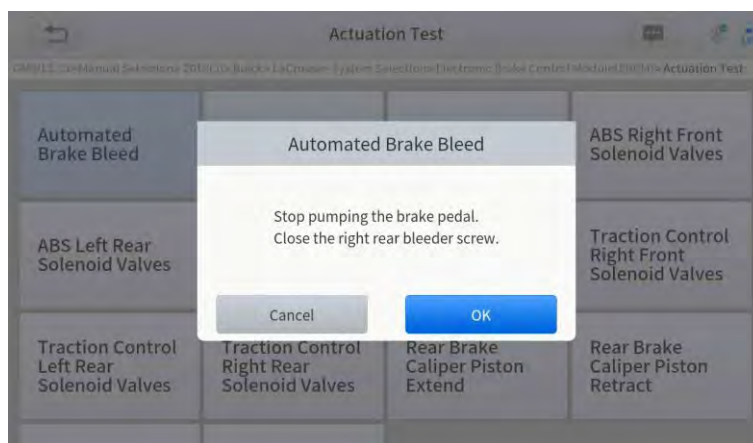 Actuation Test
Actuation Test
Automated
Brake Bleed
ABS Right Front
Solenoid Valves
Automated Brake Bleed
Stop pumping the brake pedal.
Close the right rear bleeder screw.
Cancel
OK
ABS Left Rear
Solenoid Valves
Traction Control
Right Front
Solenoid Valves
Traction Control
Left Rear
Solenoid Valves
Traction Control
Right Rear
Solenoid Valves
Rear Brake
Caliper Piston
Extend
Rear Brake
Caliper Piston
Retract